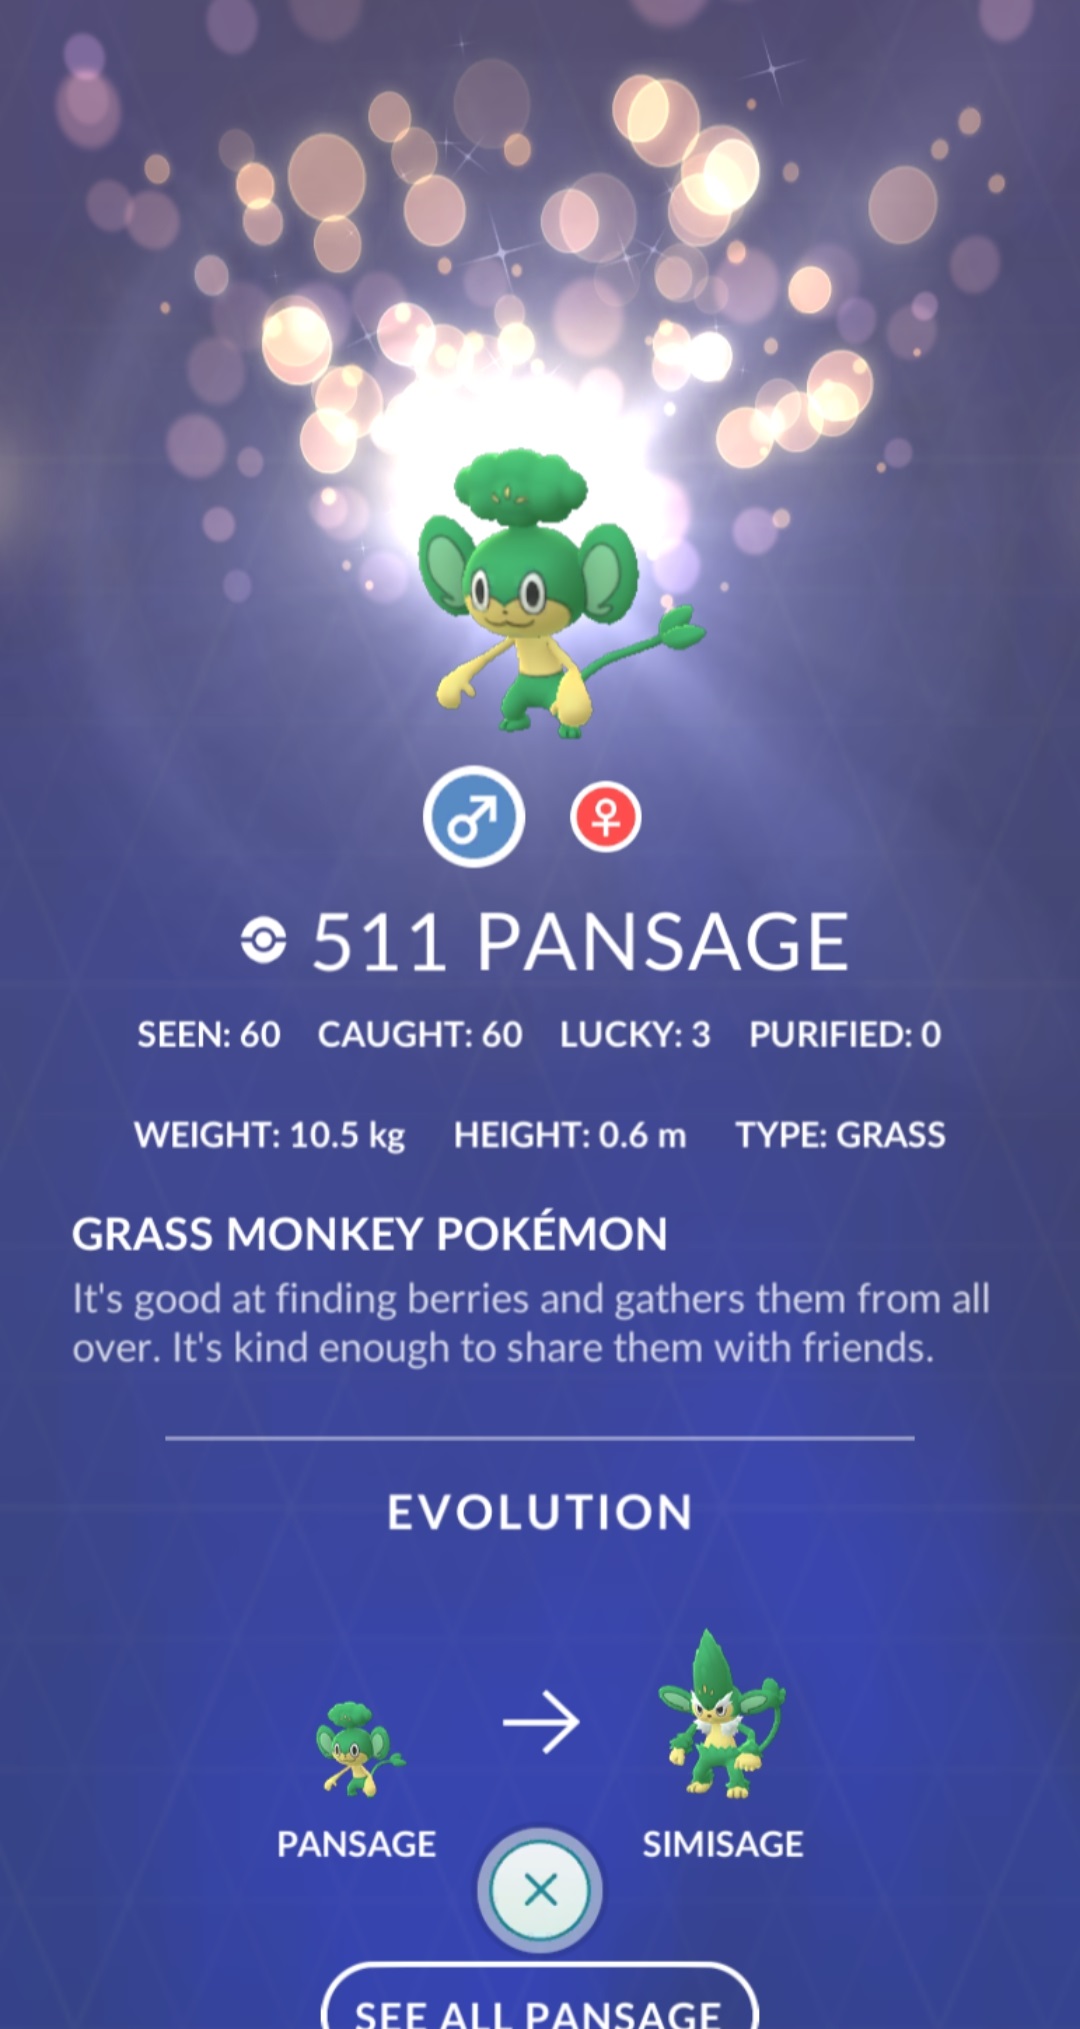 511 PANSAGE
SEEN: 60 CAUGHT: 60 LUCKY: 3 PURIFIED: 0
WEIGHT: 10.5 kg HEIGHT: 0.6 m TYPE: GRASS
GRASS MONKEY POKÉMON
It's good at finding berries and gathers them from all
over. It's kind enough to share them with friends.
EVOLUTION
PANSAGE SIMISAGE
SEE ALL PANSAGE